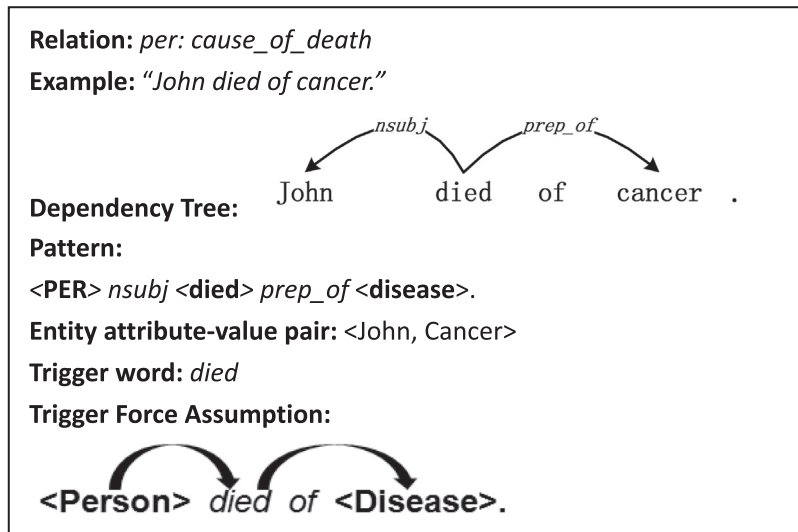 Relation: per: cause_of_death
Example: “John died of cancer.”
nsubj prep_of
Dependency Tree: John died of cancer .
Pattern:
<PER> nsubj <died> prep_of <disease>.
Entity attribute-value pair: <John, Cancer>
Trigger word: died
Trigger Force Assumption:
<Person> died of <Disease>.